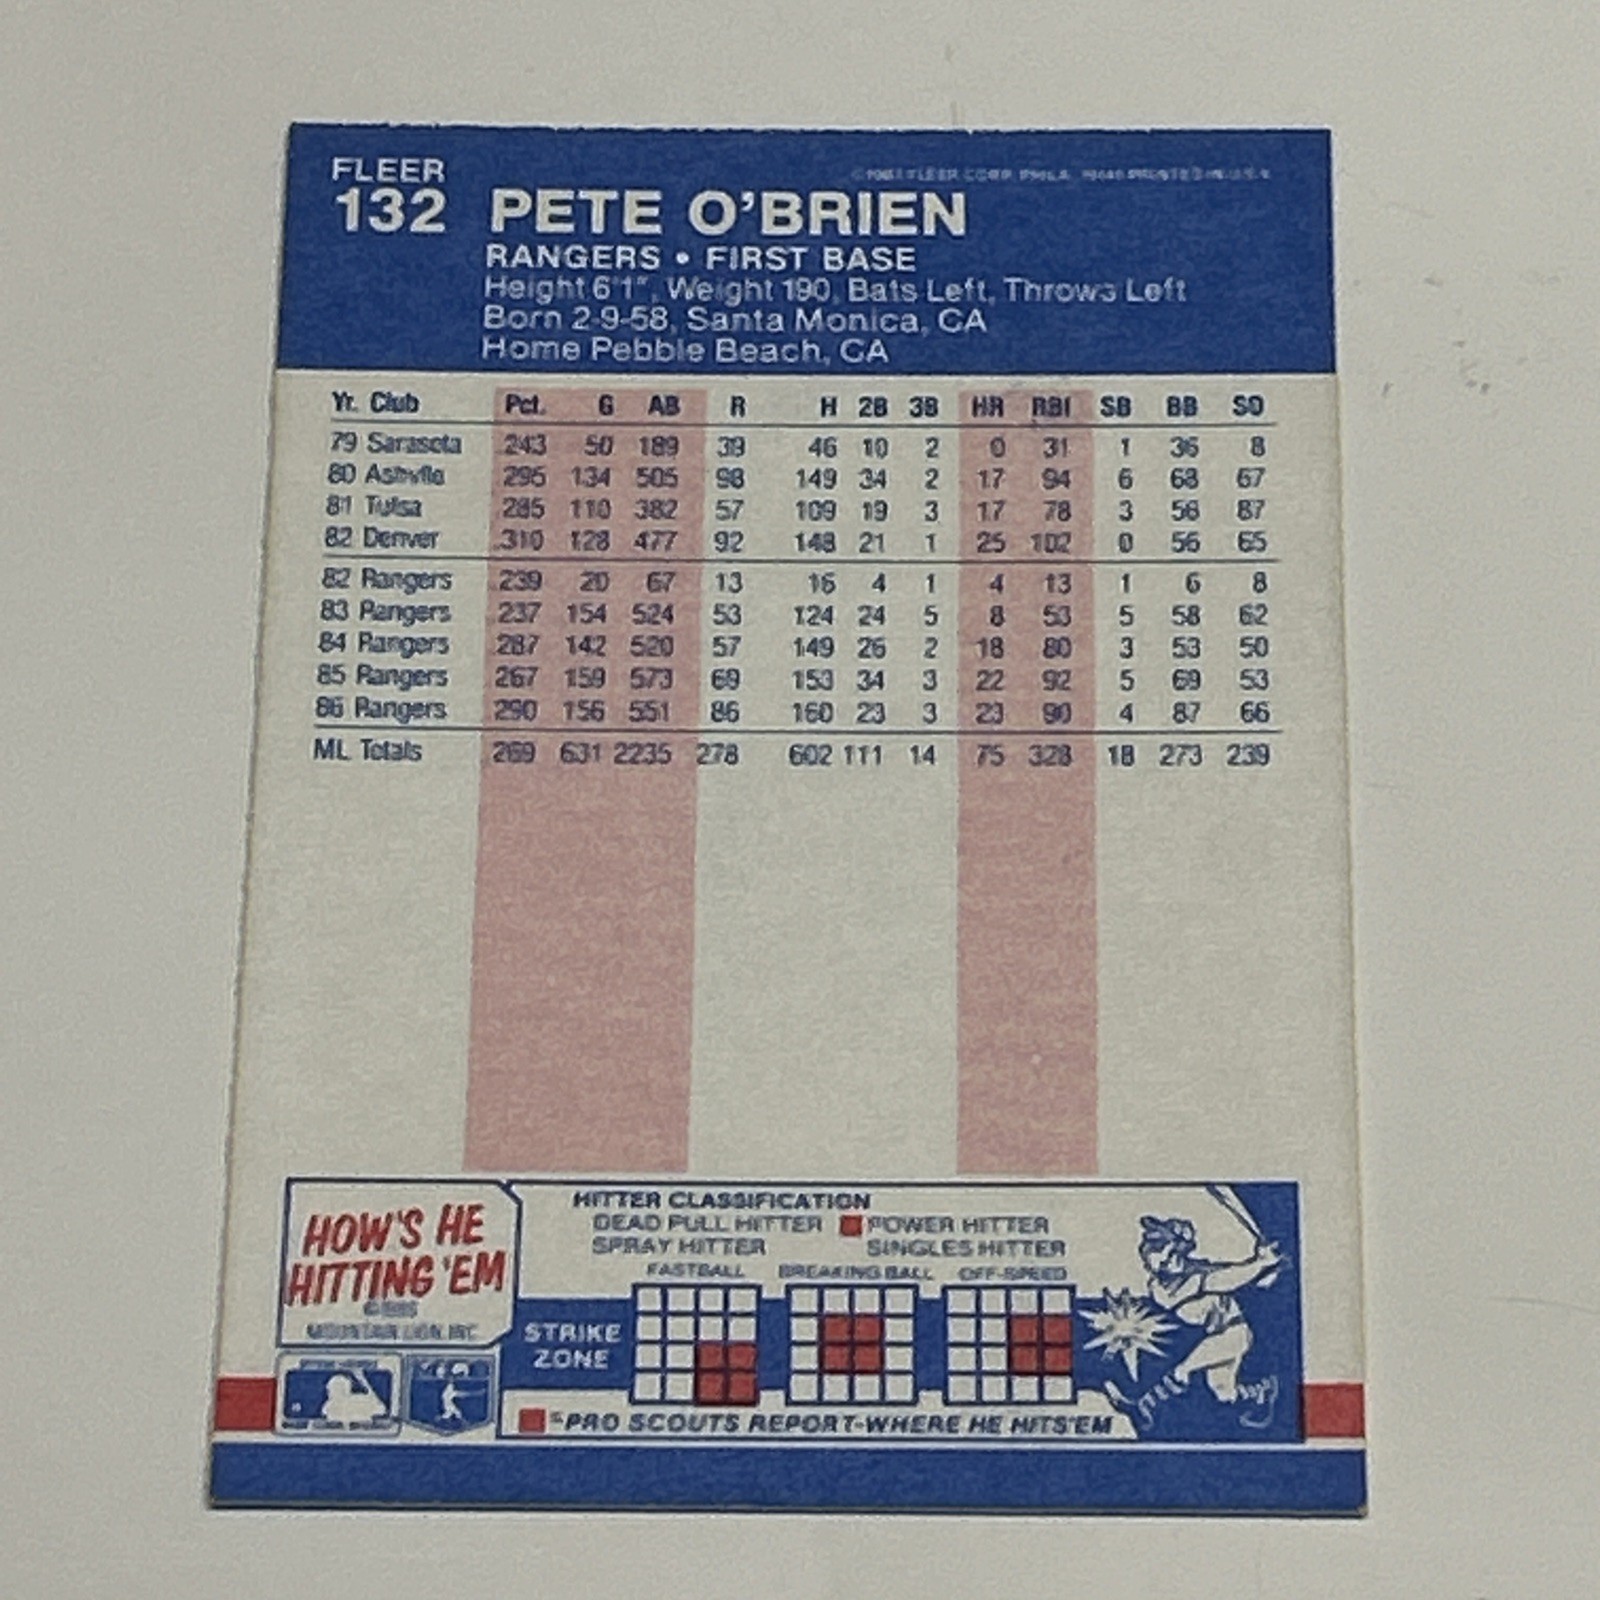 FLEER
132 PETE O'BRIEN
RANGERS • FIRST BASE
Height 6'1", Weight 190, Bats Left, Throws Left
Born 2-9-58, Santa Monica, CA
Home Pebble Beach, CA
Yr. Club Pct. G AB R H 2B 3B HR RBI SB BB SO
79 Sarasota .243 50 189 39 46 10 2 0 31 1 36 8
80 Ashville .295 134 505 98 149 34 2 17 94 6 68 67
81 Tulsa .285 110 382 57 109 19 3 17 78 3 56 87
82 Denver .310 128 477 92 148 21 1 25 102 0 56 65
82 Rangers .239 20 67 13 16 4 1 4 13 1 6 8
83 Rangers .237 154 524 53 124 24 5 8 53 5 58 62
84 Rangers .287 142 520 57 149 26 2 18 80 3 53 50
85 Rangers .267 159 573 69 153 34 3 22 92 5 69 53
86 Rangers .290 156 551 86 160 23 3 23 90 4 87 66
ML Totals .269 631 2235 278 602 111 14 75 328 18 273 239
HOW'S HE
HITTING 'EM
MOUNTAIN LION, INC.
HITTER CLASSIFICATION
DEAD PULL HITTER POWER HITTER
SPRAY HITTER SINGLES HITTER
FASTBALL BREAKING BALL OFF-SPEED
STRIKE
ZONE
=PRO SCOUTS REPORT-WHERE HE HITS 'EM